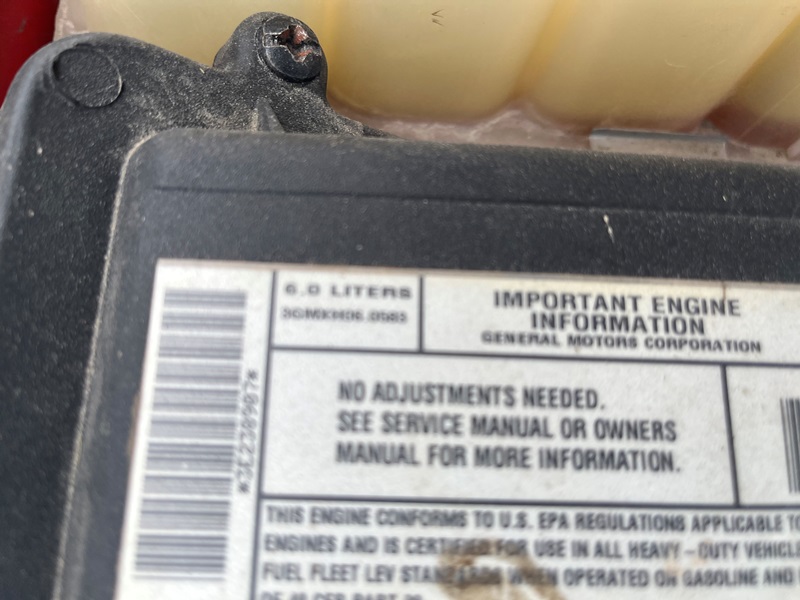 6.0 LITERS
3GMXH06.0583
IMPORTANT ENGINE
INFORMATION
GENERAL MOTORS CORPORATION
NO ADJUSTMENTS NEEDED.
SEE SERVICE MANUAL OR OWNERS
MANUAL FOR MORE INFORMATION.
THIS ENGINE CONFORMS TO U.S. EPA REGULATIONS APPLICABLE TO
ENGINES AND IS CERTIFIED FOR USE IN ALL HEAVY-DUTY VEHICLE
FUEL FLEET LEV STANDARDS WHEN OPERATED ON GASOLINE AND